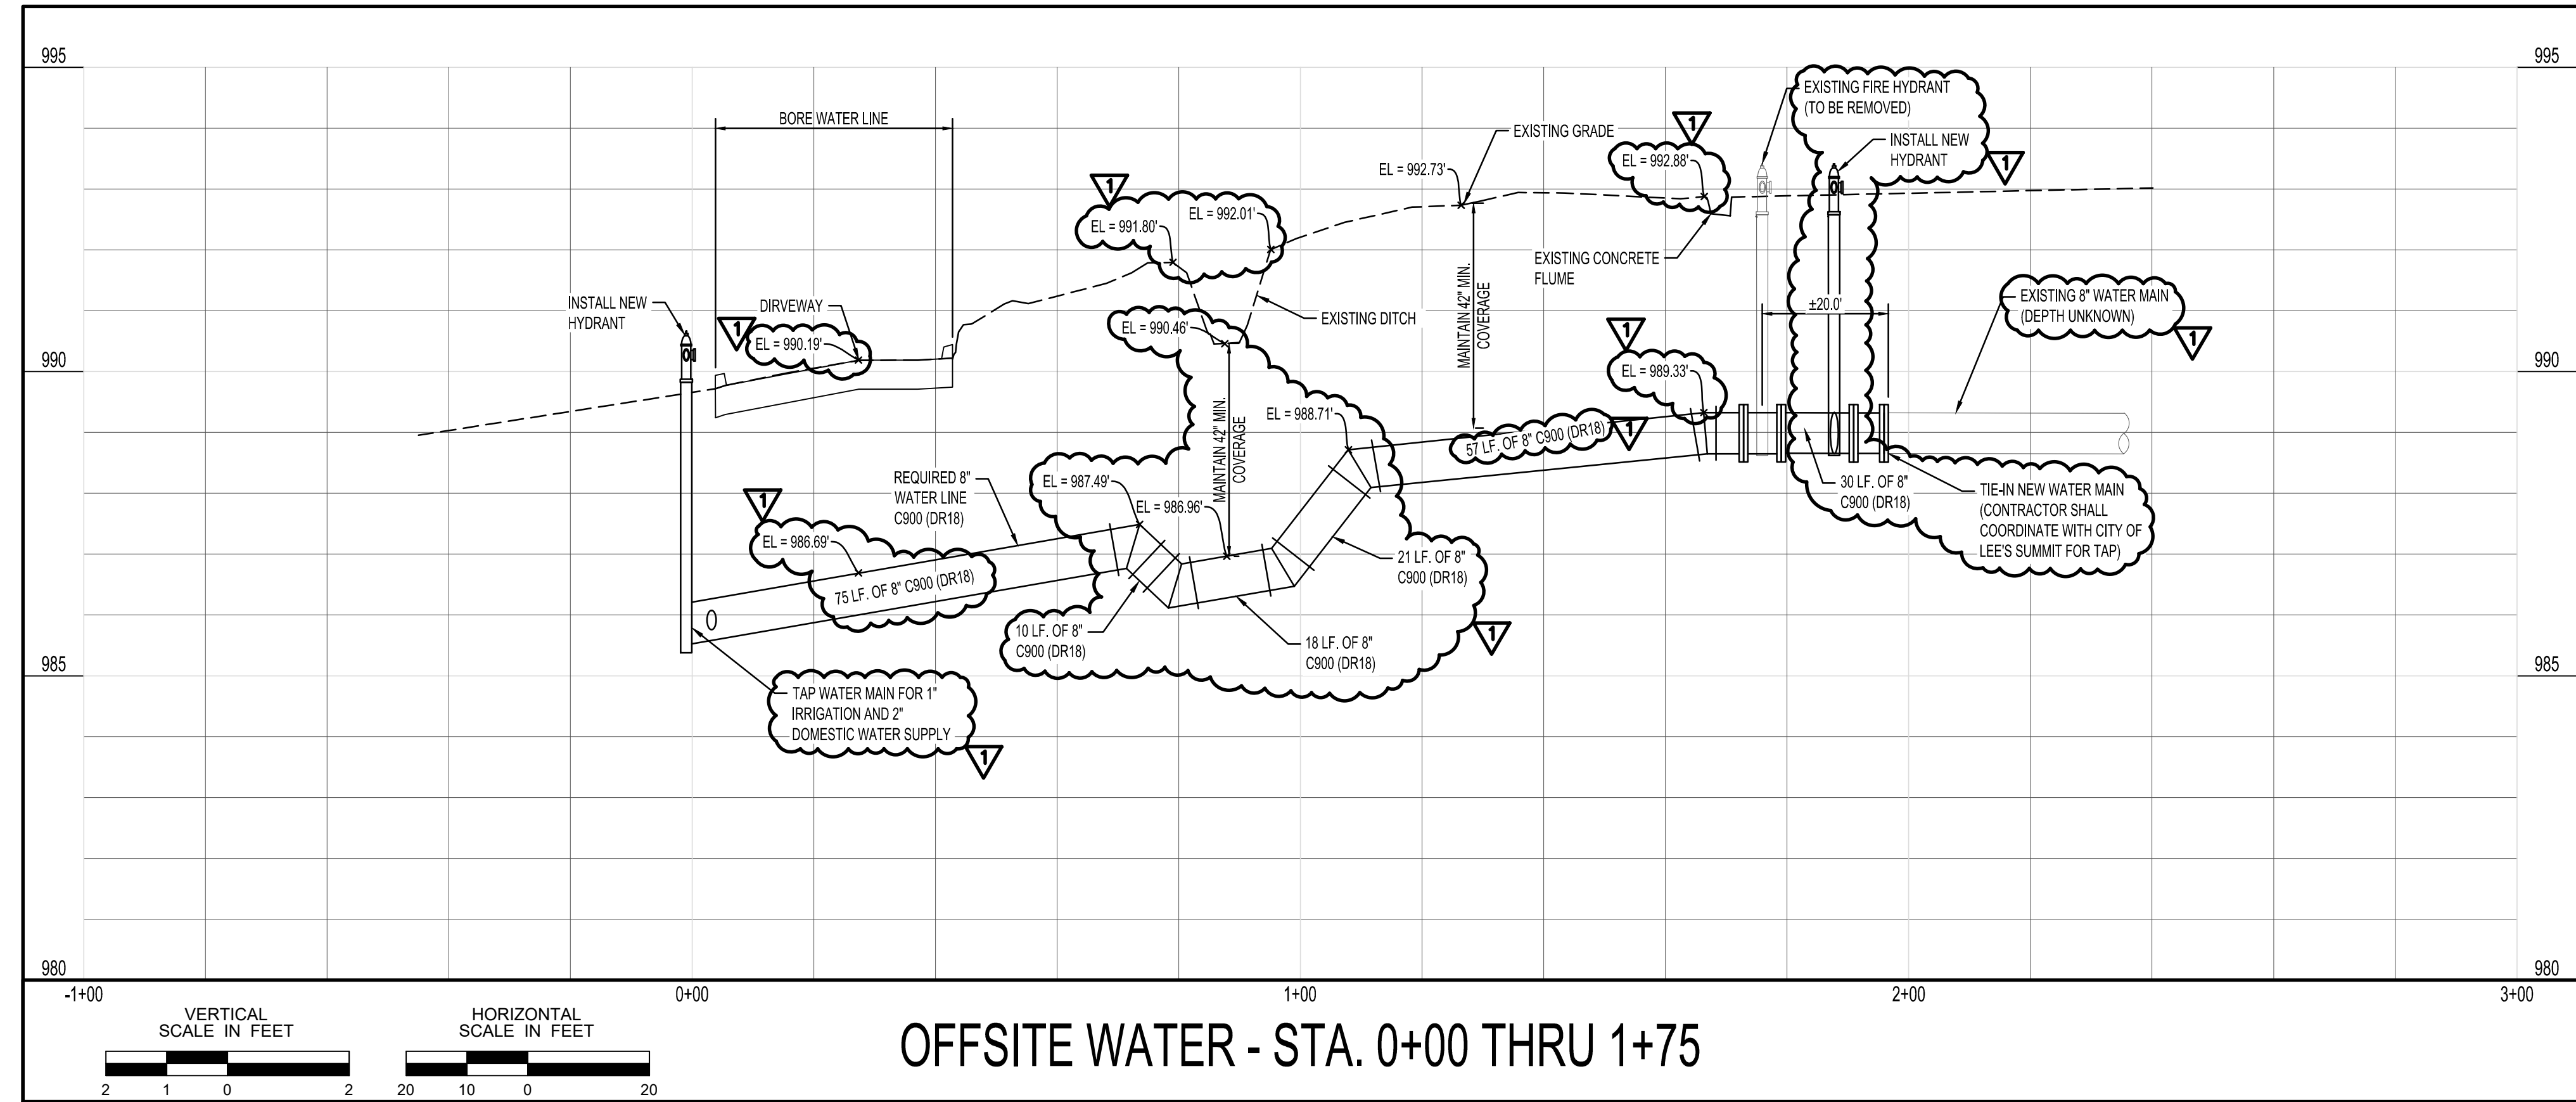 995
995
BORE WATER LINE
EXISTING FIRE HYDRANT
(TO BE REMOVED)
EXISTING GRADE
1
INSTALL NEW
HYDRANT
1
EL = 992.88'
EL = 992.73'
1
EL = 992.01'
EL = 991.80'
EXISTING CONCRETE
FLUME
MAINTAIN 42" MIN.
COVERAGE
EXISTING 8" WATER MAIN
(DEPTH UNKNOWN)
1
±20.0'
INSTALL NEW
HYDRANT
DIRVEWAY
1
EL = 990.19'
EL = 990.46'
EXISTING DITCH
1
990
990
EL = 989.33'
MAINTAIN 42" MIN.
COVERAGE
EL = 988.71'
57 LF. OF 8" C900 (DR18)
1
REQUIRED 8"
WATER LINE
C900 (DR18)
EL = 987.49'
EL = 986.96'
30 LF. OF 8"
C900 (DR18)
TIE-IN NEW WATER MAIN
(CONTRACTOR SHALL
COORDINATE WITH CITY OF
LEE'S SUMMIT FOR TAP)
1
EL = 986.69'
75 LF. OF 8" C900 (DR18)
21 LF. OF 8"
C900 (DR18)
10 LF. OF 8"
C900 (DR18)
18 LF. OF 8"
C900 (DR18)
1
985
985
TAP WATER MAIN FOR 1"
IRRIGATION AND 2"
DOMESTIC WATER SUPPLY
1
980
980
-1+00
0+00
1+00
2+00
3+00
VERTICAL
SCALE IN FEET
2 1 0 2
HORIZONTAL
SCALE IN FEET
20 10 0 20
OFFSITE WATER - STA. 0+00 THRU 1+75